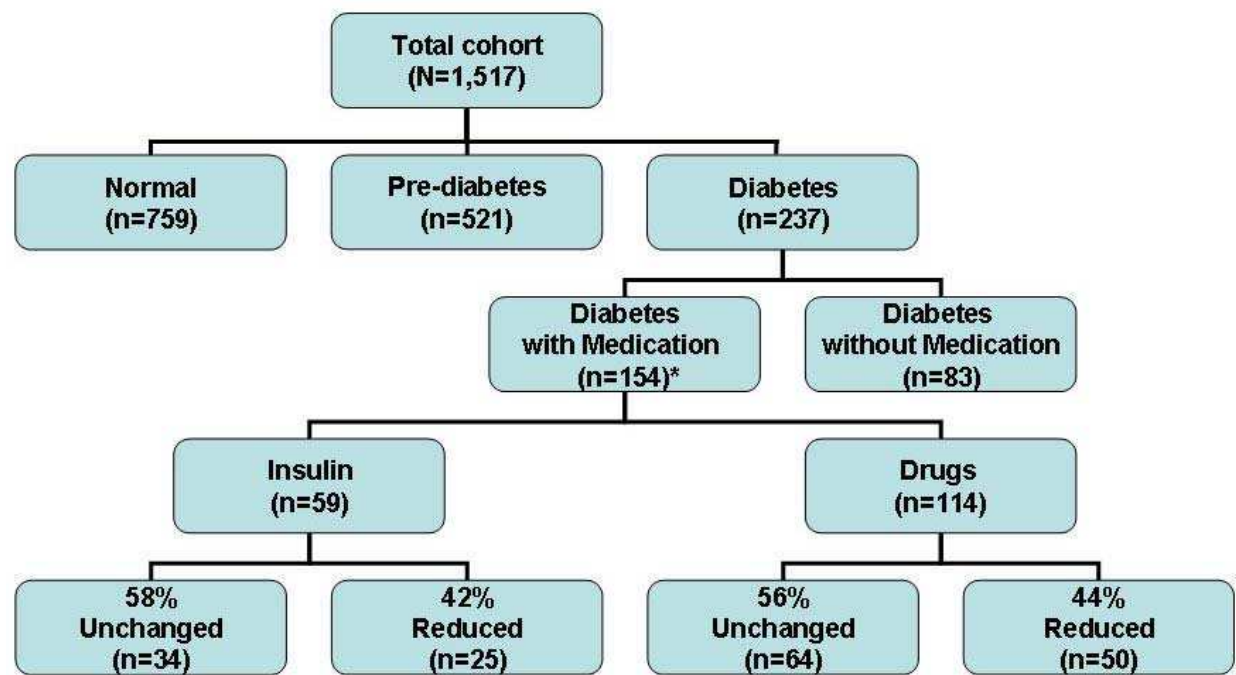 Total cohort
(N=1,517)
Normal
(n=759)
Pre-diabetes
(n=521)
Diabetes
(n=237)
Diabetes
with Medication
(n=154)*
Diabetes
without Medication
(n=83)
Insulin
(n=59)
Drugs
(n=114)
58%
Unchanged
(n=34)
42%
Reduced
(n=25)
56%
Unchanged
(n=64)
44%
Reduced
(n=50)